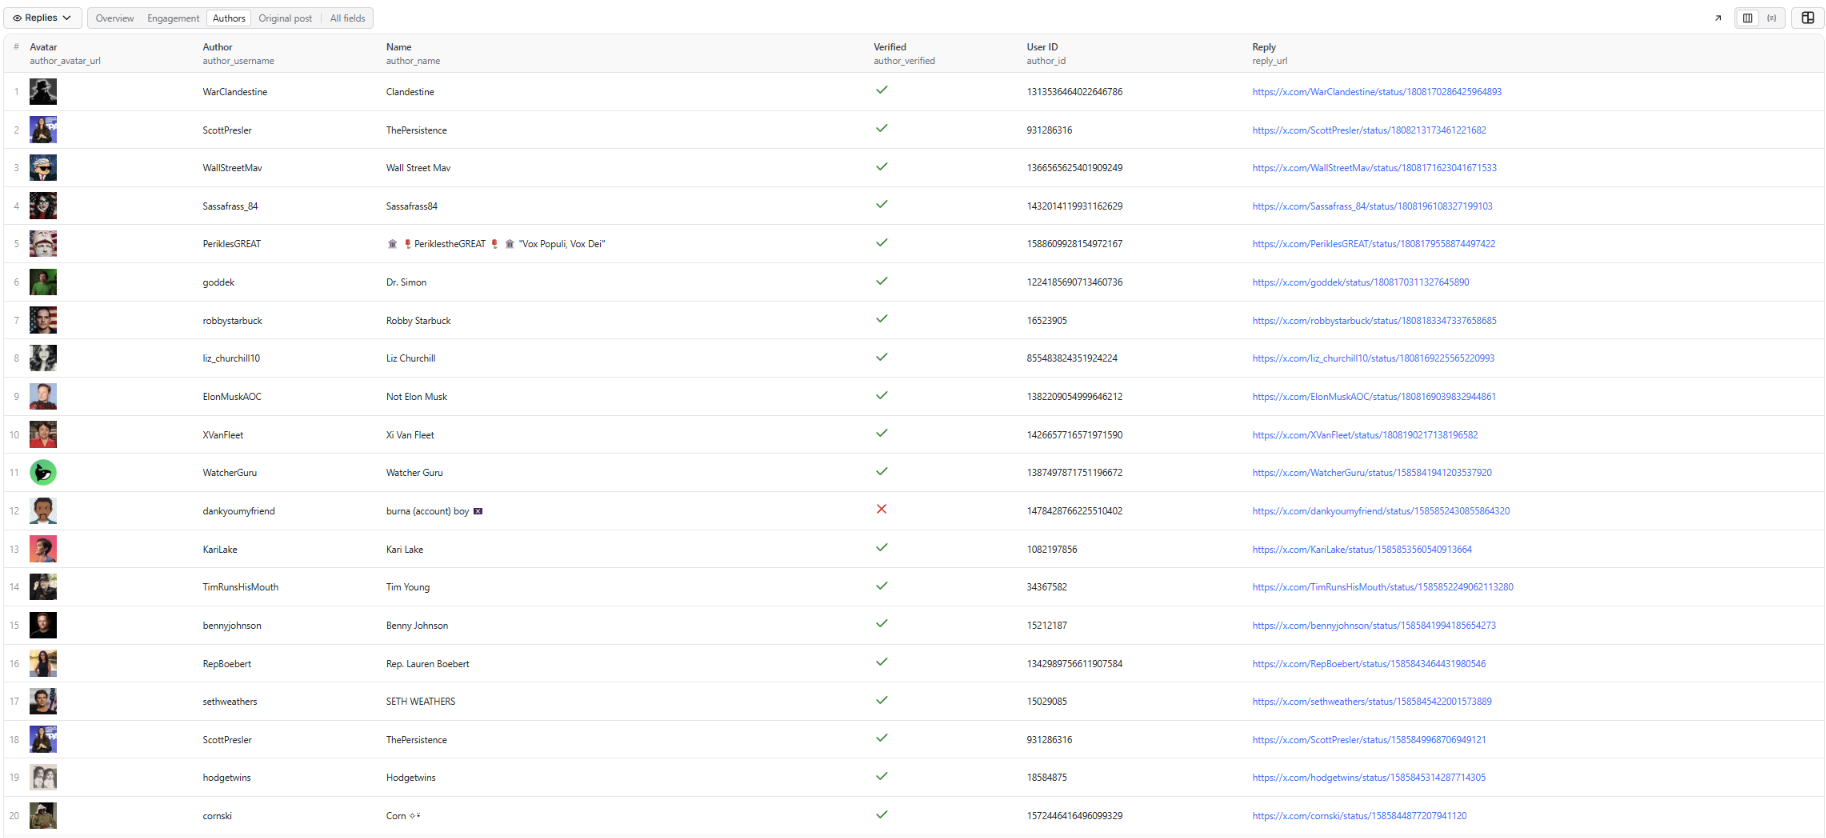 Replies Overview Engagement Authors Original post All fields
# Avatar Author Name Verified User ID Reply
author_avatar_url author_username author_name author_verified author_id reply_url
1 WarClandestine Clandestine 1313536464022646786 https://x.com/WarClandestine/status/1808170286425964893
2 ScottPresler ThePersistence 931286316 https://x.com/ScottPresler/status/1808213173461221682
3 WallStreetMav Wall Street Mav 1366565625401909249 https://x.com/WallStreetMav/status/1808171623041671533
4 Sassafrass_84 Sassafrass84 1432014119931162629 https://x.com/Sassafrass_84/status/1808196108327199103
5 PeriklesGREAT 🏛️ 🌹 PeriklestheGREAT 🌹 🏛️ "Vox Populi, Vox Dei" 1588609928154972167 https://x.com/PeriklesGREAT/status/1808179558874497422
6 goddek Dr. Simon 1224185690713460736 https://x.com/goddek/status/1808170311327645890
7 robbystarbuck Robby Starbuck 16523905 https://x.com/robbystarbuck/status/1808183347337658685
8 liz_churchill10 Liz Churchill 855483824351924224 https://x.com/liz_churchill10/status/1808169225565220993
9 ElonMuskAOC Not Elon Musk 1382209054999646212 https://x.com/ElonMuskAOC/status/1808169039832944861
10 XVanFleet Xi Van Fleet 1426657716571971590 https://x.com/XVanFleet/status/1808190217138196582
11 WatcherGuru Watcher Guru 1387497871751196672 https://x.com/WatcherGuru/status/1585841941203537920
12 dankyoumyfriend burna (account) boy 1478428766225510402 https://x.com/dankyoumyfriend/status/1585852430855864320
13 KariLake Kari Lake 1082197856 https://x.com/KariLake/status/1585853560540913664
14 TimRunsHisMouth Tim Young 34367582 https://x.com/TimRunsHisMouth/status/1585852249062113280
15 bennyjohnson Benny Johnson 15212187 https://x.com/bennyjohnson/status/1585841994185654273
16 RepBoebert Rep. Lauren Boebert 1342989756611907584 https://x.com/RepBoebert/status/1585843464431980546
17 sethweathers SETH WEATHERS 15029085 https://x.com/sethweathers/status/1585845422001573889
18 ScottPresler ThePersistence 931286316 https://x.com/ScottPresler/status/1585849968706949121
19 hodgetwins Hodgetwins 18584875 https://x.com/hodgetwins/status/1585845314287714305
20 cornski Corn 1572446416496099329 https://x.com/cornski/status/1585844877207941120